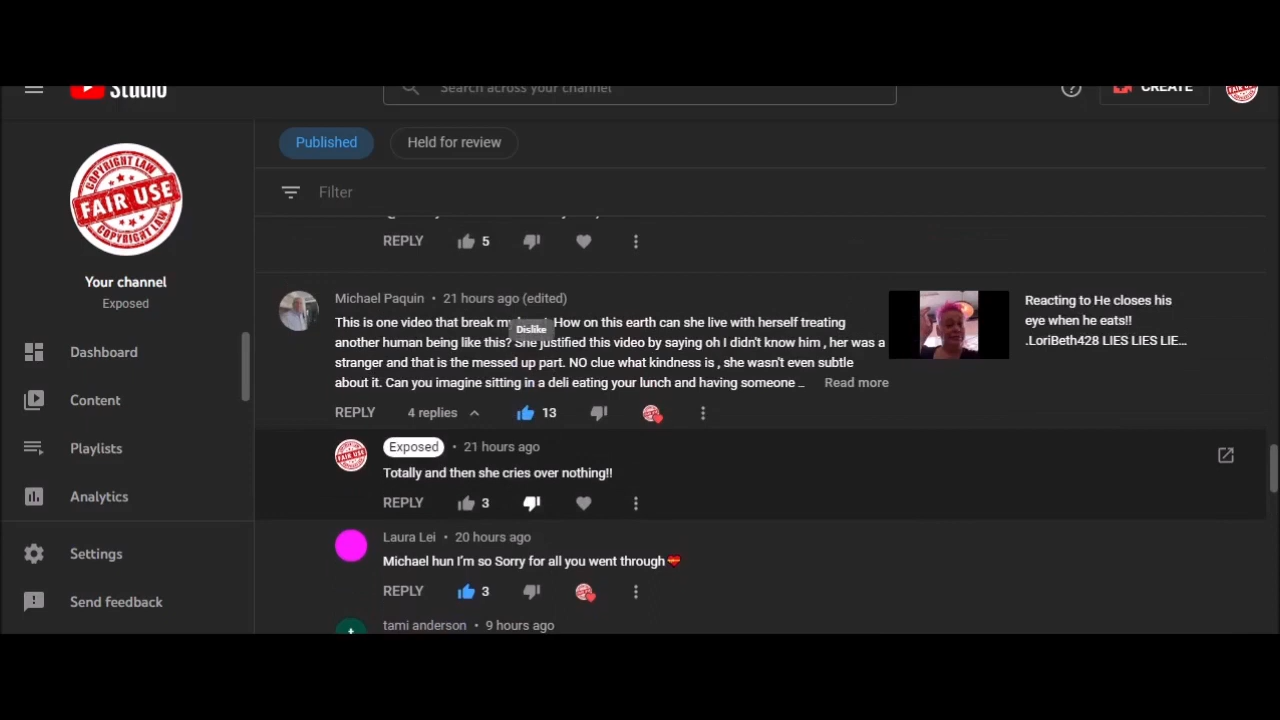 Studio
Search across your channel
CREATE
Published
Held for review
COPYRIGHT LAW
FAIR USE
COPYRIGHT LAW
Filter
REPLY
5
Your channel
Exposed
Michael Paquin • 21 hours ago (edited)
This is one video that break How on this earth can she live with herself treating
Dislike
another human being like this? She justified this video by saying oh I didn't know him , her was a
stranger and that is the messed up part. NO clue what kindness is , she wasn't even subtle
about it. Can you imagine sitting in a deli eating your lunch and having someone ...
Read more
Reacting to He closes his
eye when he eats!!
.LoriBeth428 LIES LIES LIE...
REPLY
4 replies
13
Dashboard
Content
Playlists
Analytics
Settings
Send feedback
Exposed • 21 hours ago
Totally and then she cries over nothing!!
REPLY
3
Laura Lei • 20 hours ago
Michael hun I'm so Sorry for all you went through
REPLY
3
tami anderson • 9 hours ago